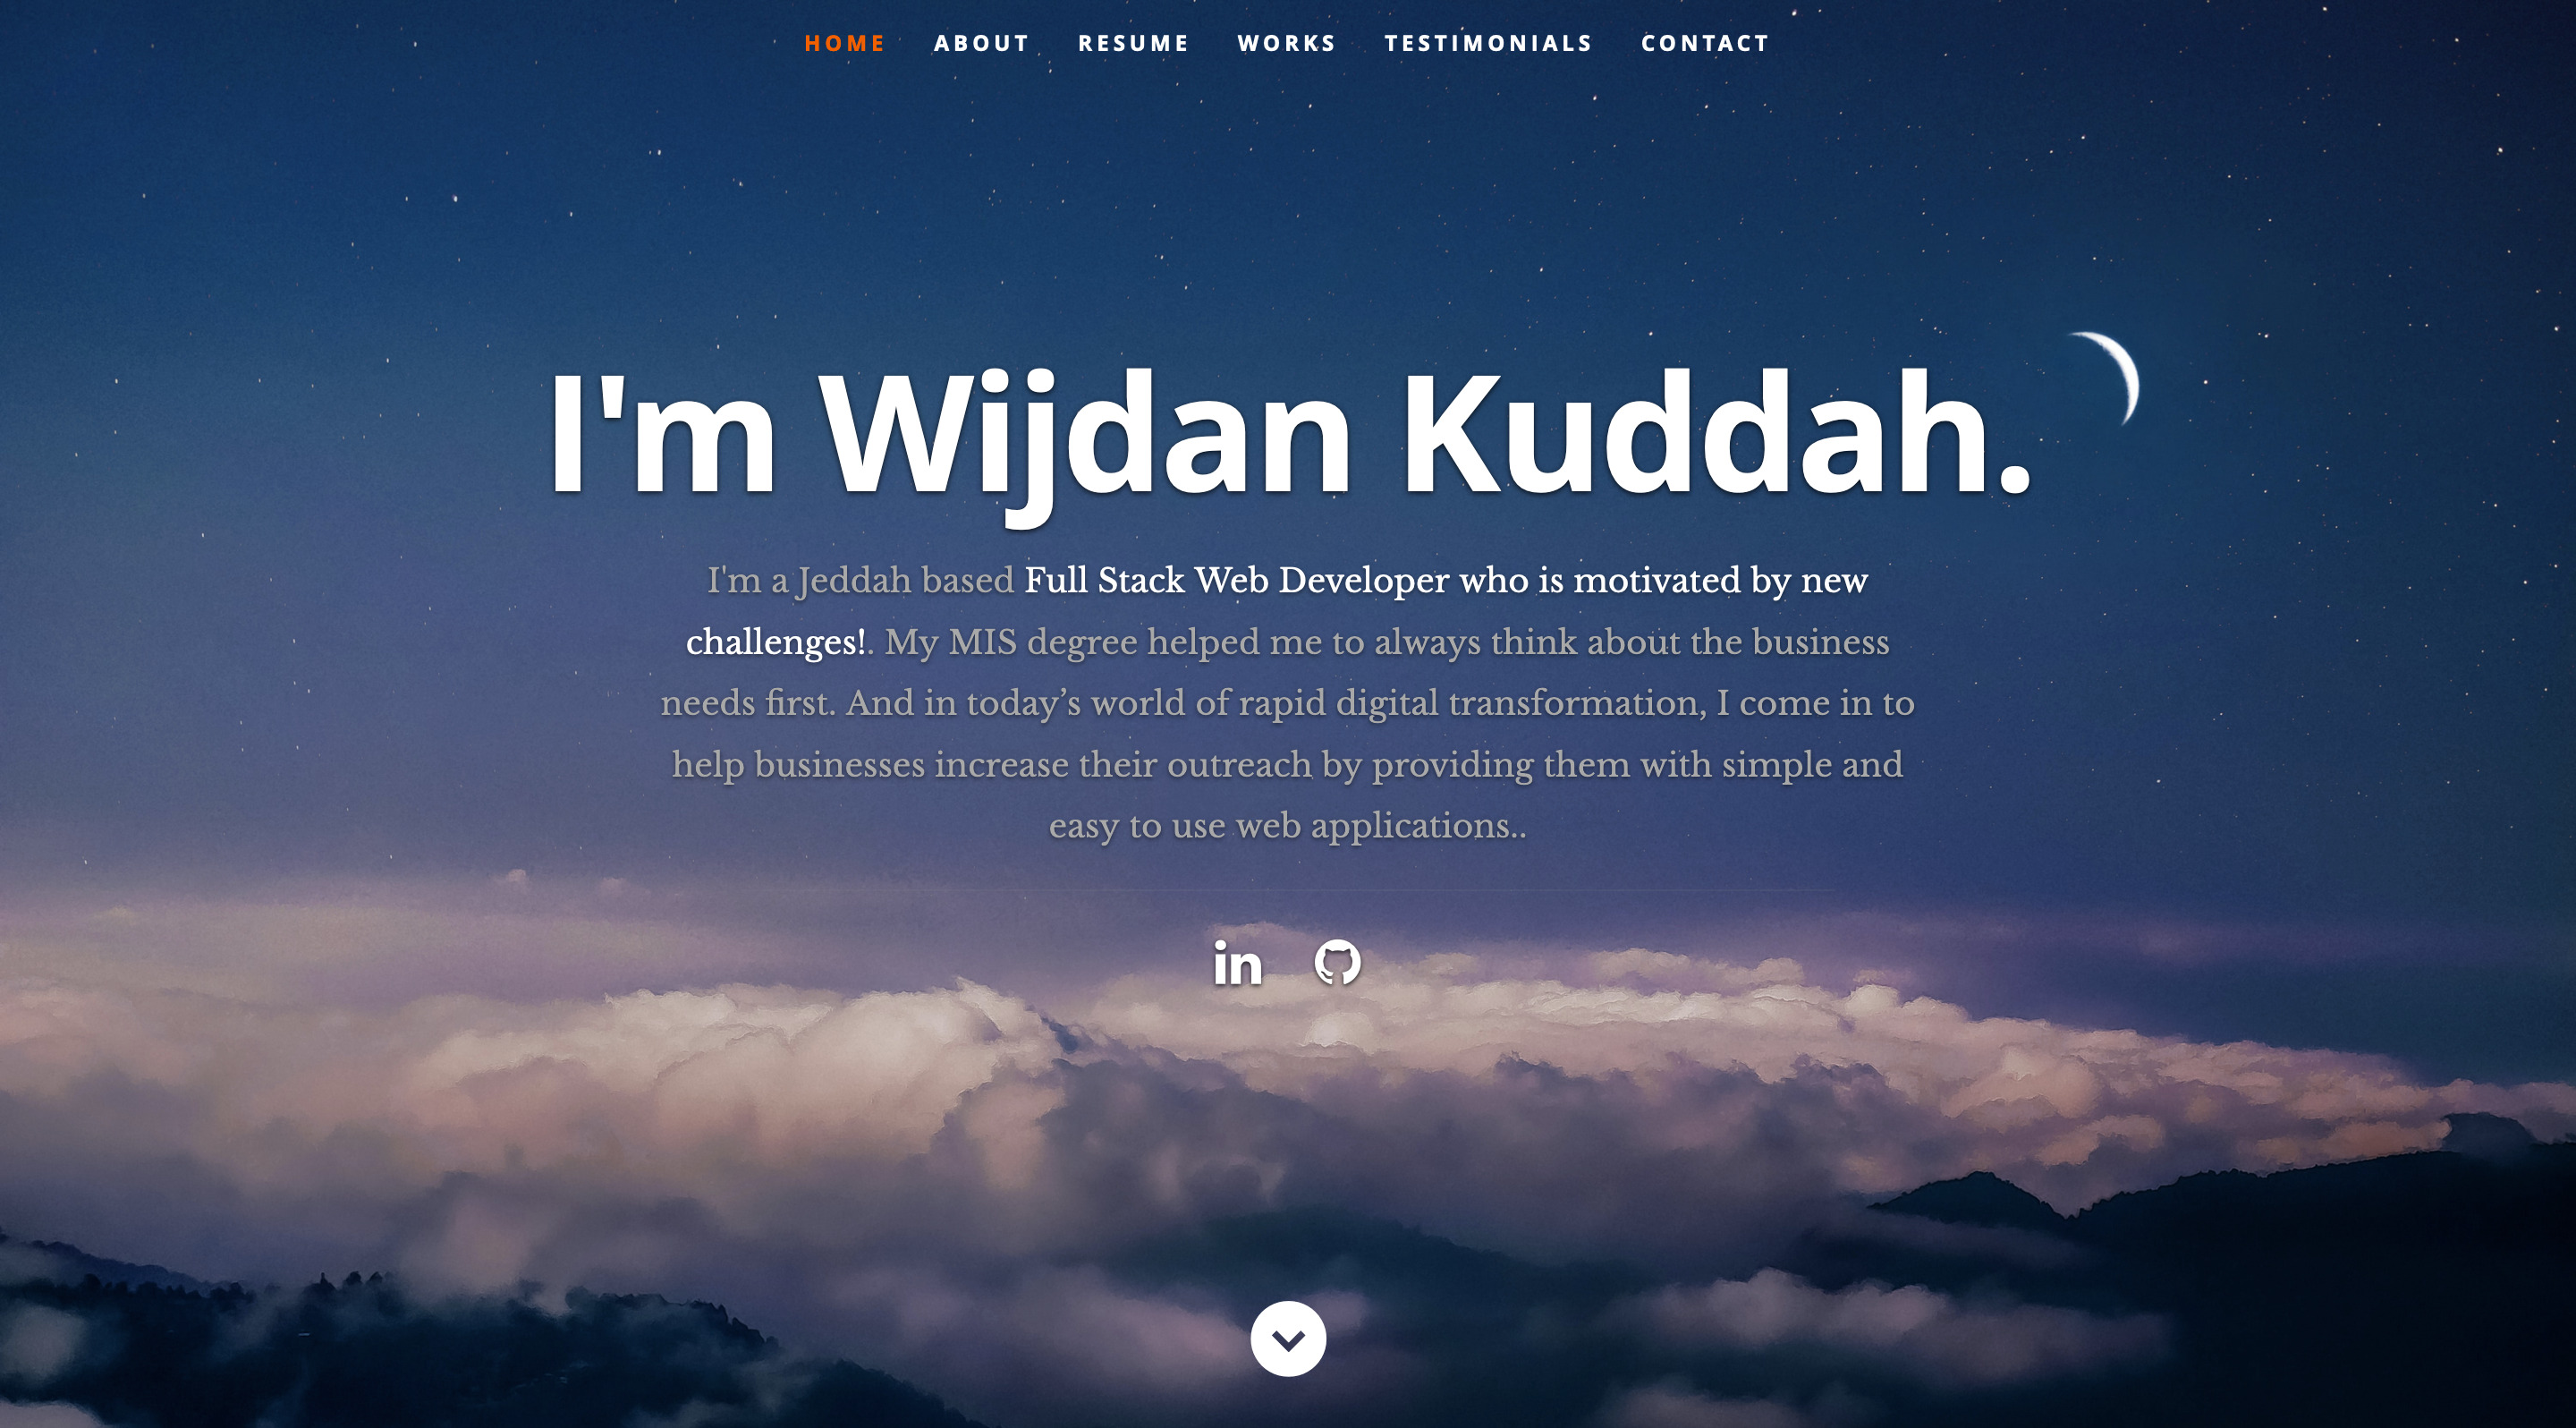 HOME ABOUT RESUME WORKS TESTIMONIALS CONTACT
I'm Wijdan Kuddah.
I'm a Jeddah based Full Stack Web Developer who is motivated by new
challenges!. My MIS degree helped me to always think about the business
needs first. And in today’s world of rapid digital transformation, I come in to
help businesses increase their outreach by providing them with simple and
easy to use web applications..
in